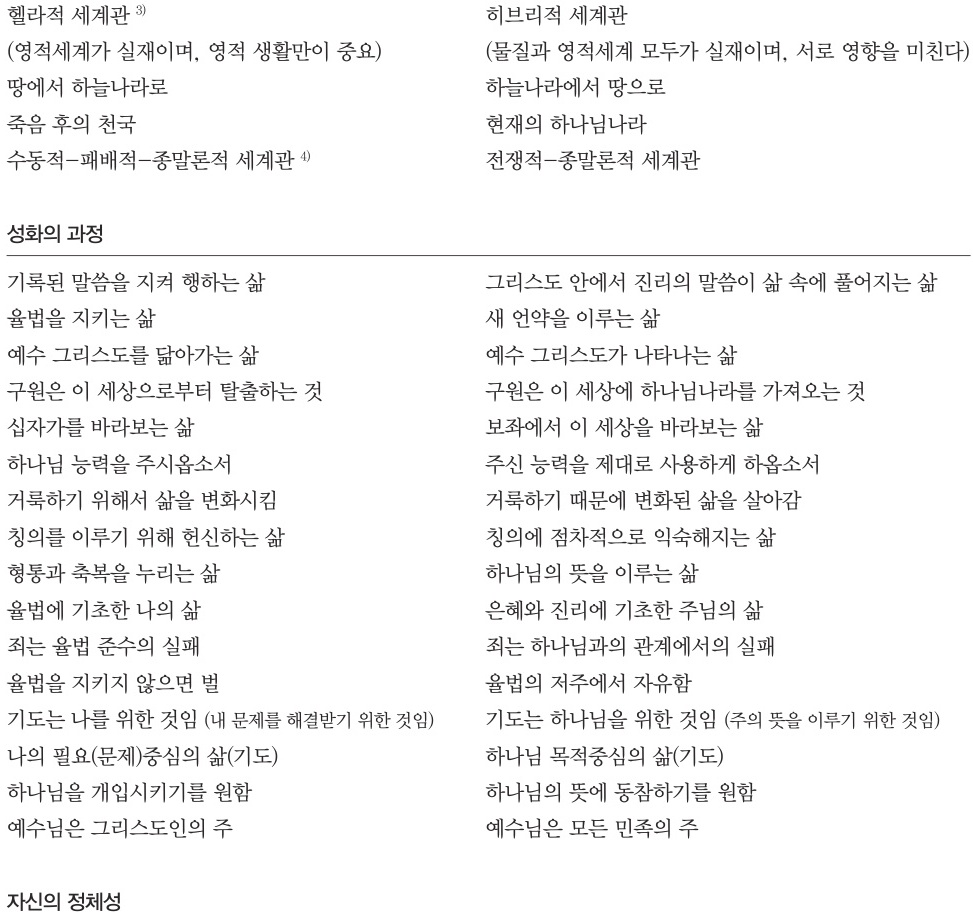 헬라적 세계관 3) 히브리적 세계관
(영적세계가 실재이며, 영적 생활만이 중요) (물질과 영적세계 모두가 실재이며, 서로 영향을 미친다)
땅에서 하늘나라로 하늘나라에서 땅으로
죽음 후의 천국 현재의 하나님나라
수동적–패배적–종말론적 세계관 4) 전쟁적–종말론적 세계관
성화의 과정
기록된 말씀을 지켜 행하는 삶 그리스도 안에서 진리의 말씀이 삶 속에 풀어지는 삶
율법을 지키는 삶 새 언약을 이루는 삶
예수 그리스도를 닮아가는 삶 예수 그리스도가 나타나는 삶
구원은 이 세상으로부터 탈출하는 것 구원은 이 세상에 하나님나라를 가져오는 것
십자가를 바라보는 삶 보좌에서 이 세상을 바라보는 삶
하나님 능력을 주시옵소서 주신 능력을 제대로 사용하게 하옵소서
거룩하기 위해서 삶을 변화시킴 거룩하기 때문에 변화된 삶을 살아감
칭의를 이루기 위해 헌신하는 삶 칭의에 점차적으로 익숙해지는 삶
형통과 축복을 누리는 삶 하나님의 뜻을 이루는 삶
율법에 기초한 나의 삶 은혜와 진리에 기초한 주님의 삶
죄는 율법 준수의 실패 죄는 하나님과의 관계에서의 실패
율법을 지키지 않으면 벌 율법의 저주에서 자유함
기도는 나를 위한 것임 (내 문제를 해결받기 위한 것임) 기도는 하나님을 위한 것임 (주의 뜻을 이루기 위한 것임)
나의 필요(문제)중심의 삶(기도) 하나님 목적중심의 삶(기도)
하나님을 개입시키기를 원함 하나님의 뜻에 동참하기를 원함
예수님은 그리스도인의 주 예수님은 모든 민족의 주
자신의 정체성